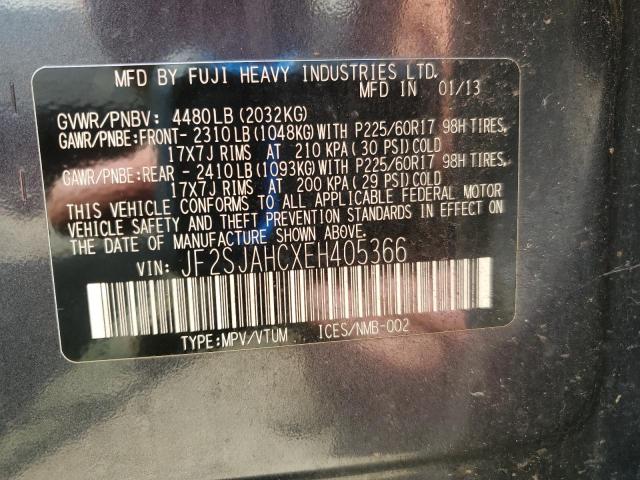 MFD BY FUJI HEAVY INDUSTRIES LTD.
MFD IN 01/13
GVWR/PNBV: 4480LB (2032KG)
GAWR/PNBE:FRONT- 2310LB(1048KG)WITH P225/60R17 98H TIRES,
17X7J RIMS AT 210 KPA(30 PSI)COLD
GAWR/PNBE:REAR - 2410LB(1093KG)WITH P225/60R17 98H TIRES,
17X7J RIMS AT 200 KPA(29 PSI)COLD
THIS VEHICLE CONFORMS TO ALL APPLICABLE FEDERAL MOTOR
VEHICLE SAFETY AND THEFT PREVENTION STANDARDS IN EFFECT ON
THE DATE OF MANUFACTURE SHOWN ABOVE.
VIN: JF2SJAHCXEH405366
TYPE:MPV/VTUM ICES/NMB-002